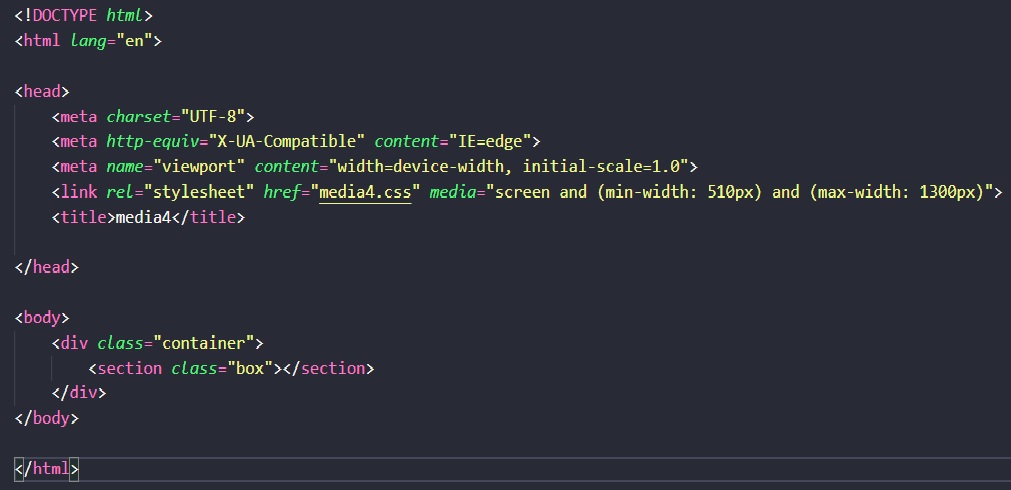 <!DOCTYPE html>
<html lang="en">
<head>
<meta charset="UTF-8">
<meta http-equiv="X-UA-Compatible" content="IE=edge">
<meta name="viewport" content="width=device-width, initial-scale=1.0">
<link rel="stylesheet" href="media4.css" media="screen and (min-width: 510px) and (max-width: 1300px)">
<title>media4</title>
</head>
<body>
<div class="container">
<section class="box"></section>
</div>
</body>
</html>